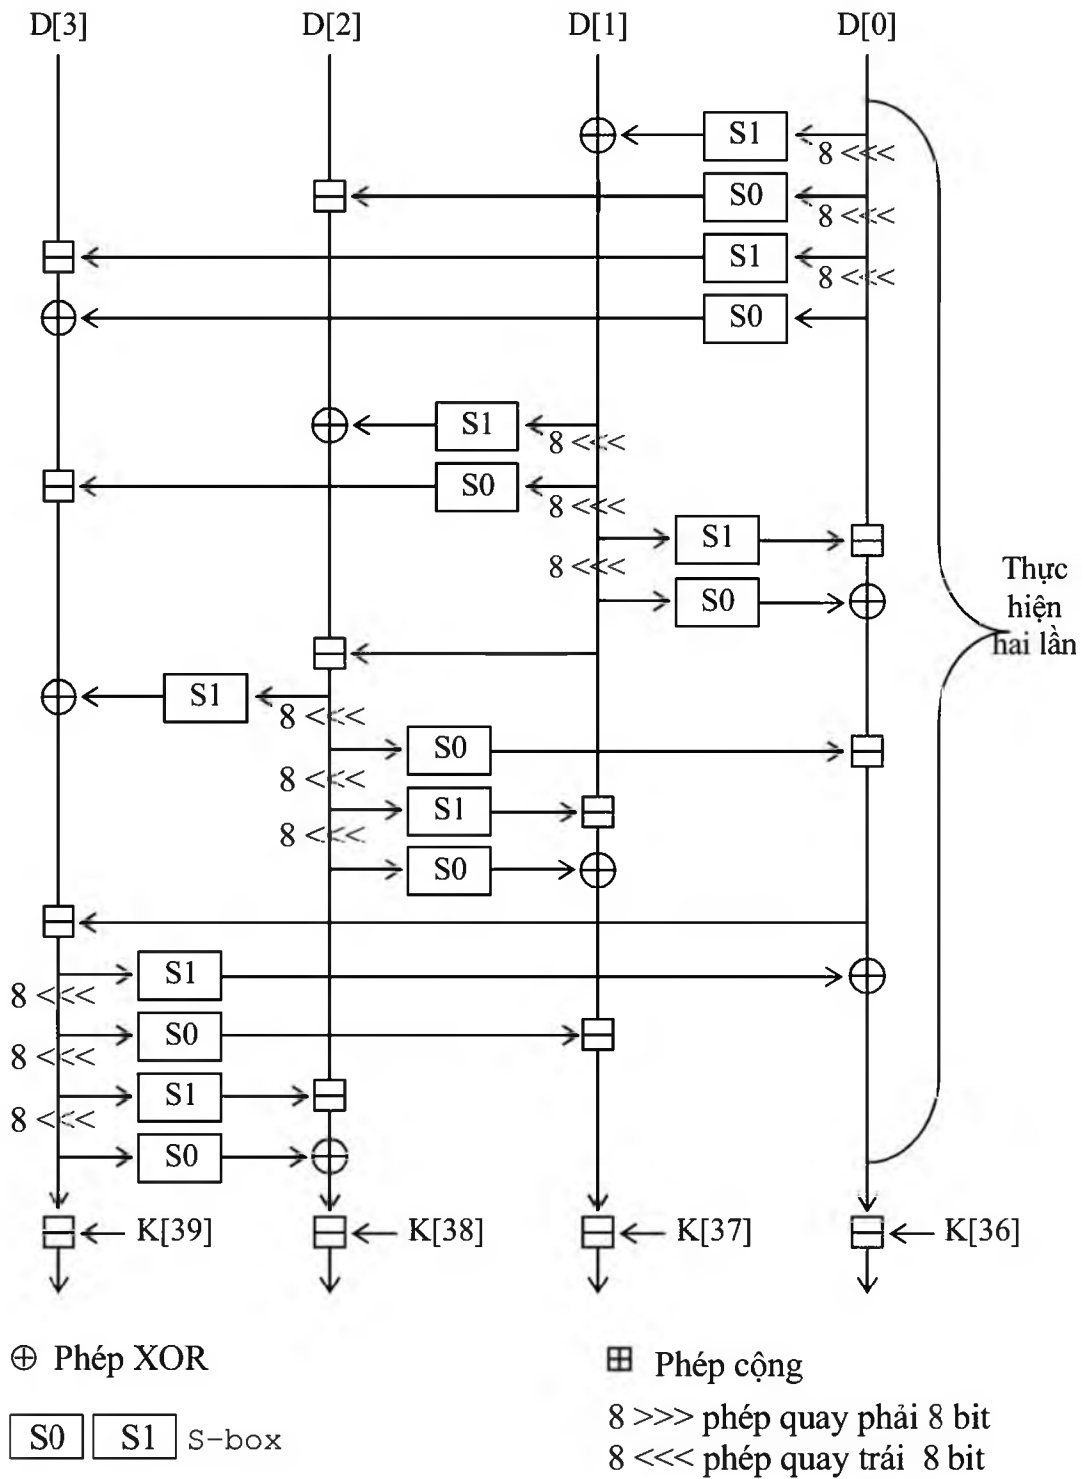 D[3] D[2] D[1] D[0]
S1
8 <<<
S0
8 <<<
S1
8 <<<
S0
S1
8 <<<
S0
8 <<<
S1
8 <<<
S0
Thực
hiện
hai lần
S1
8 <<<
S0
8 <<<
S1
8 <<<
S0
S1
8 <<<
S0
8 <<<
S1
8 <<<
S0
K[39] K[38] K[37] K[36]
Phép XOR
Phép cộng
S0 S1 S-box
8 >>> phép quay phải 8 bit
8 <<< phép quay trái 8 bit